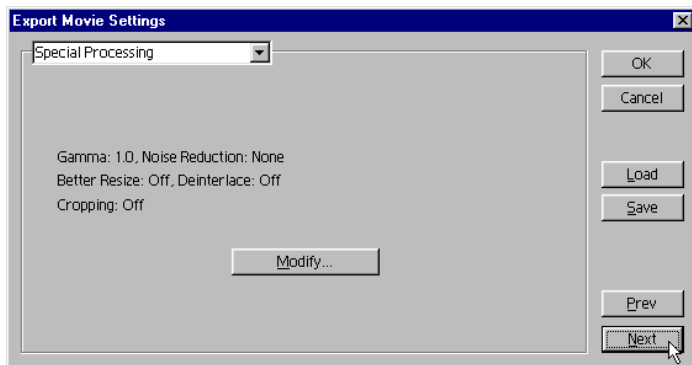 Export Movie Settings
Special Processing
OK
Cancel
Gamma: 1.0, Noise Reduction: None
Better Resize: Off, Deinterlace: Off
Cropping: Off
Load
Save
Modify...
Prev
Next